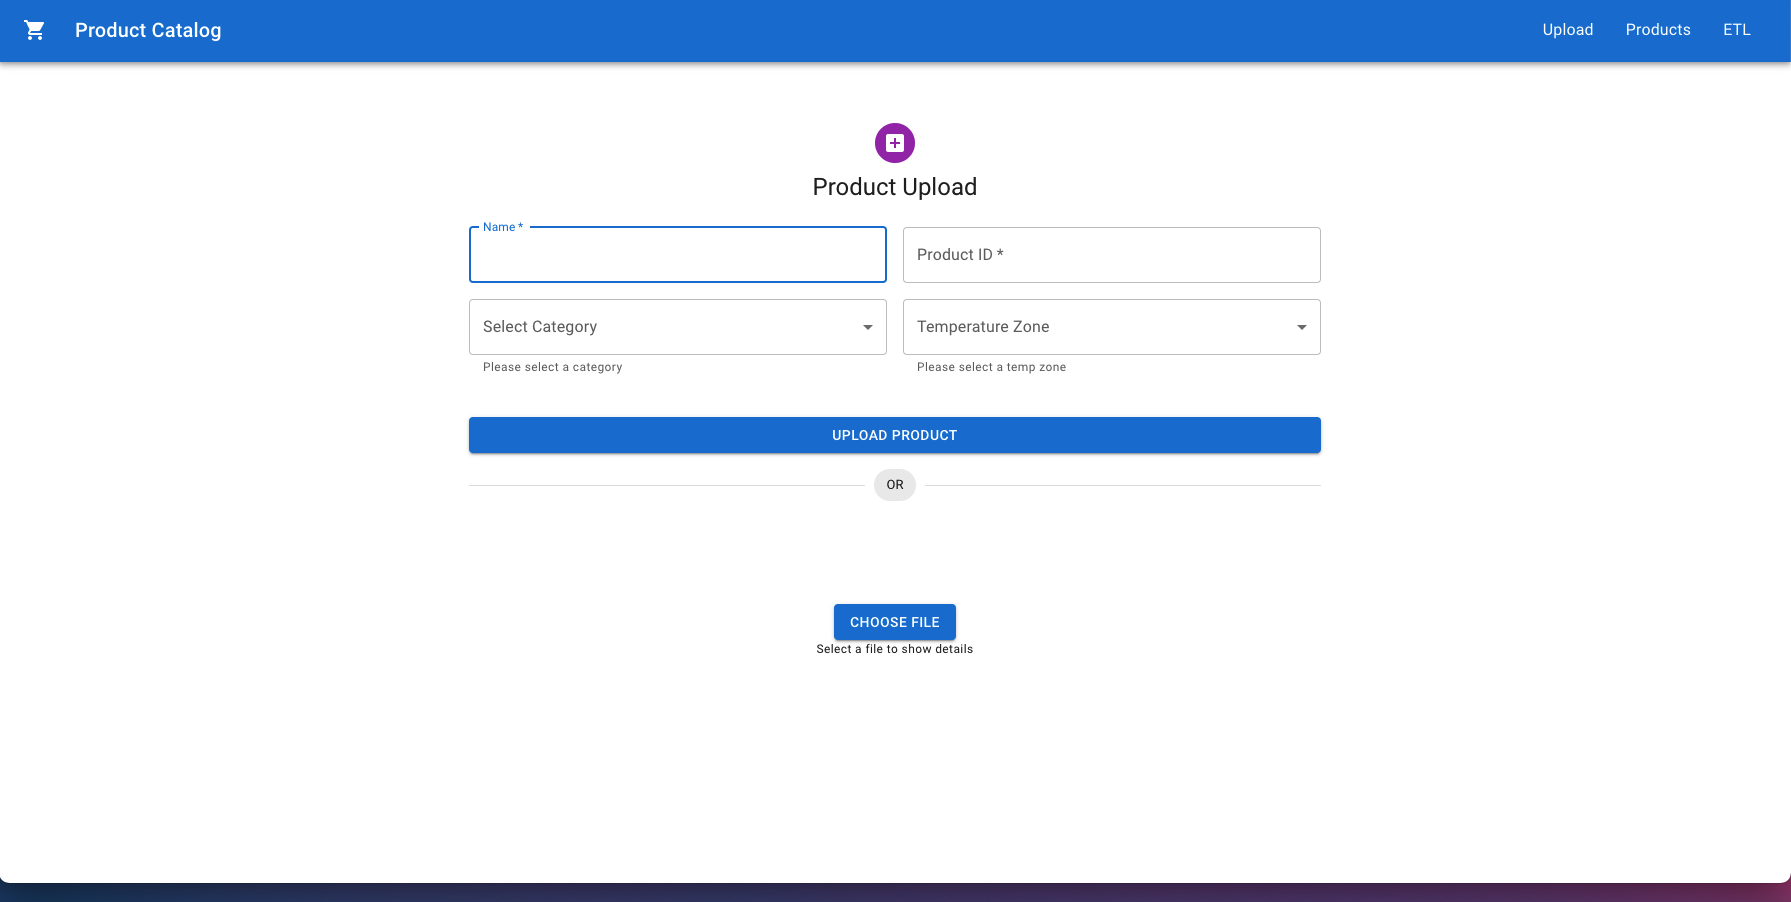 Product Catalog
Upload
Products
ETL
Product Upload
Name *
Product ID *
Select Category
Temperature Zone
Please select a category
Please select a temp zone
UPLOAD PRODUCT
OR
CHOOSE FILE
Select a file to show details